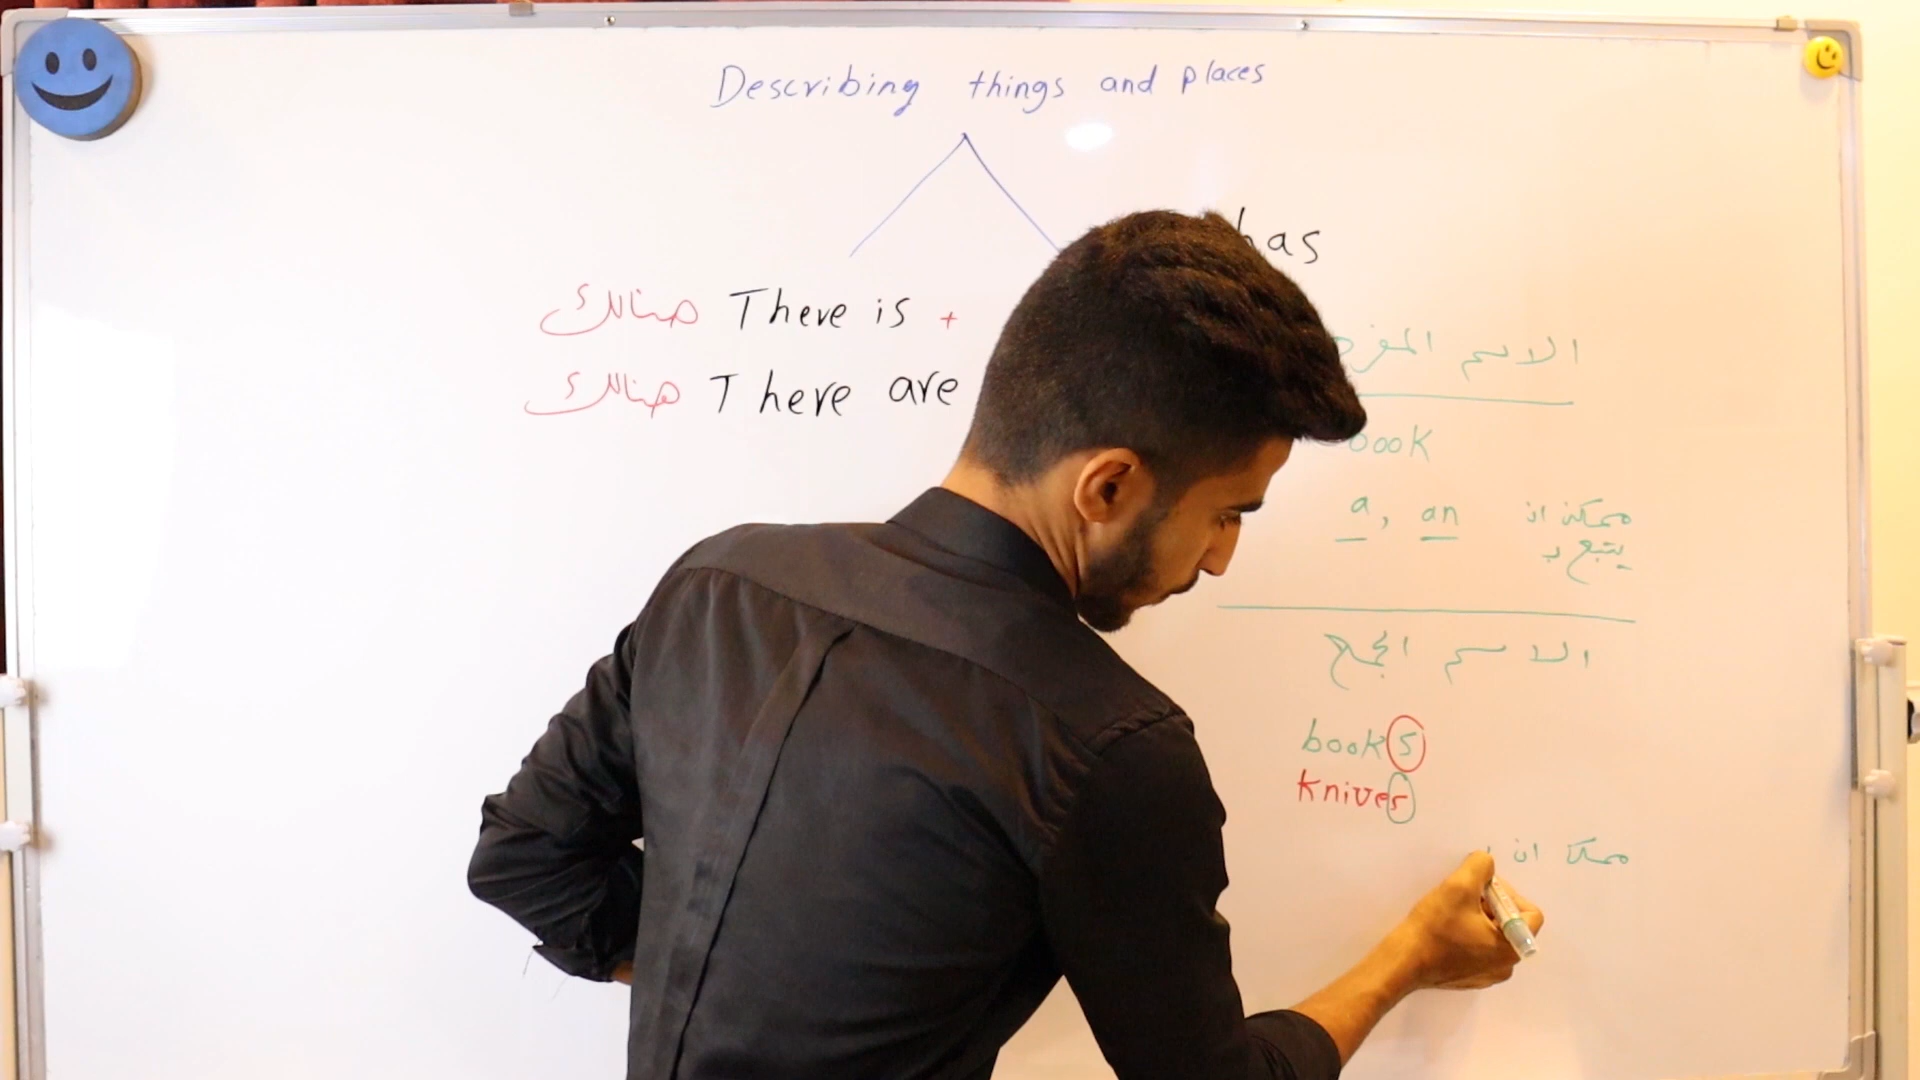 Describing things and places
has
هنالك There is +
هنالك There are
الاسم المفرد
book
a, an ممكن ان
يتبع بـ
الاسم الجمع
books
knives
ممكن ان